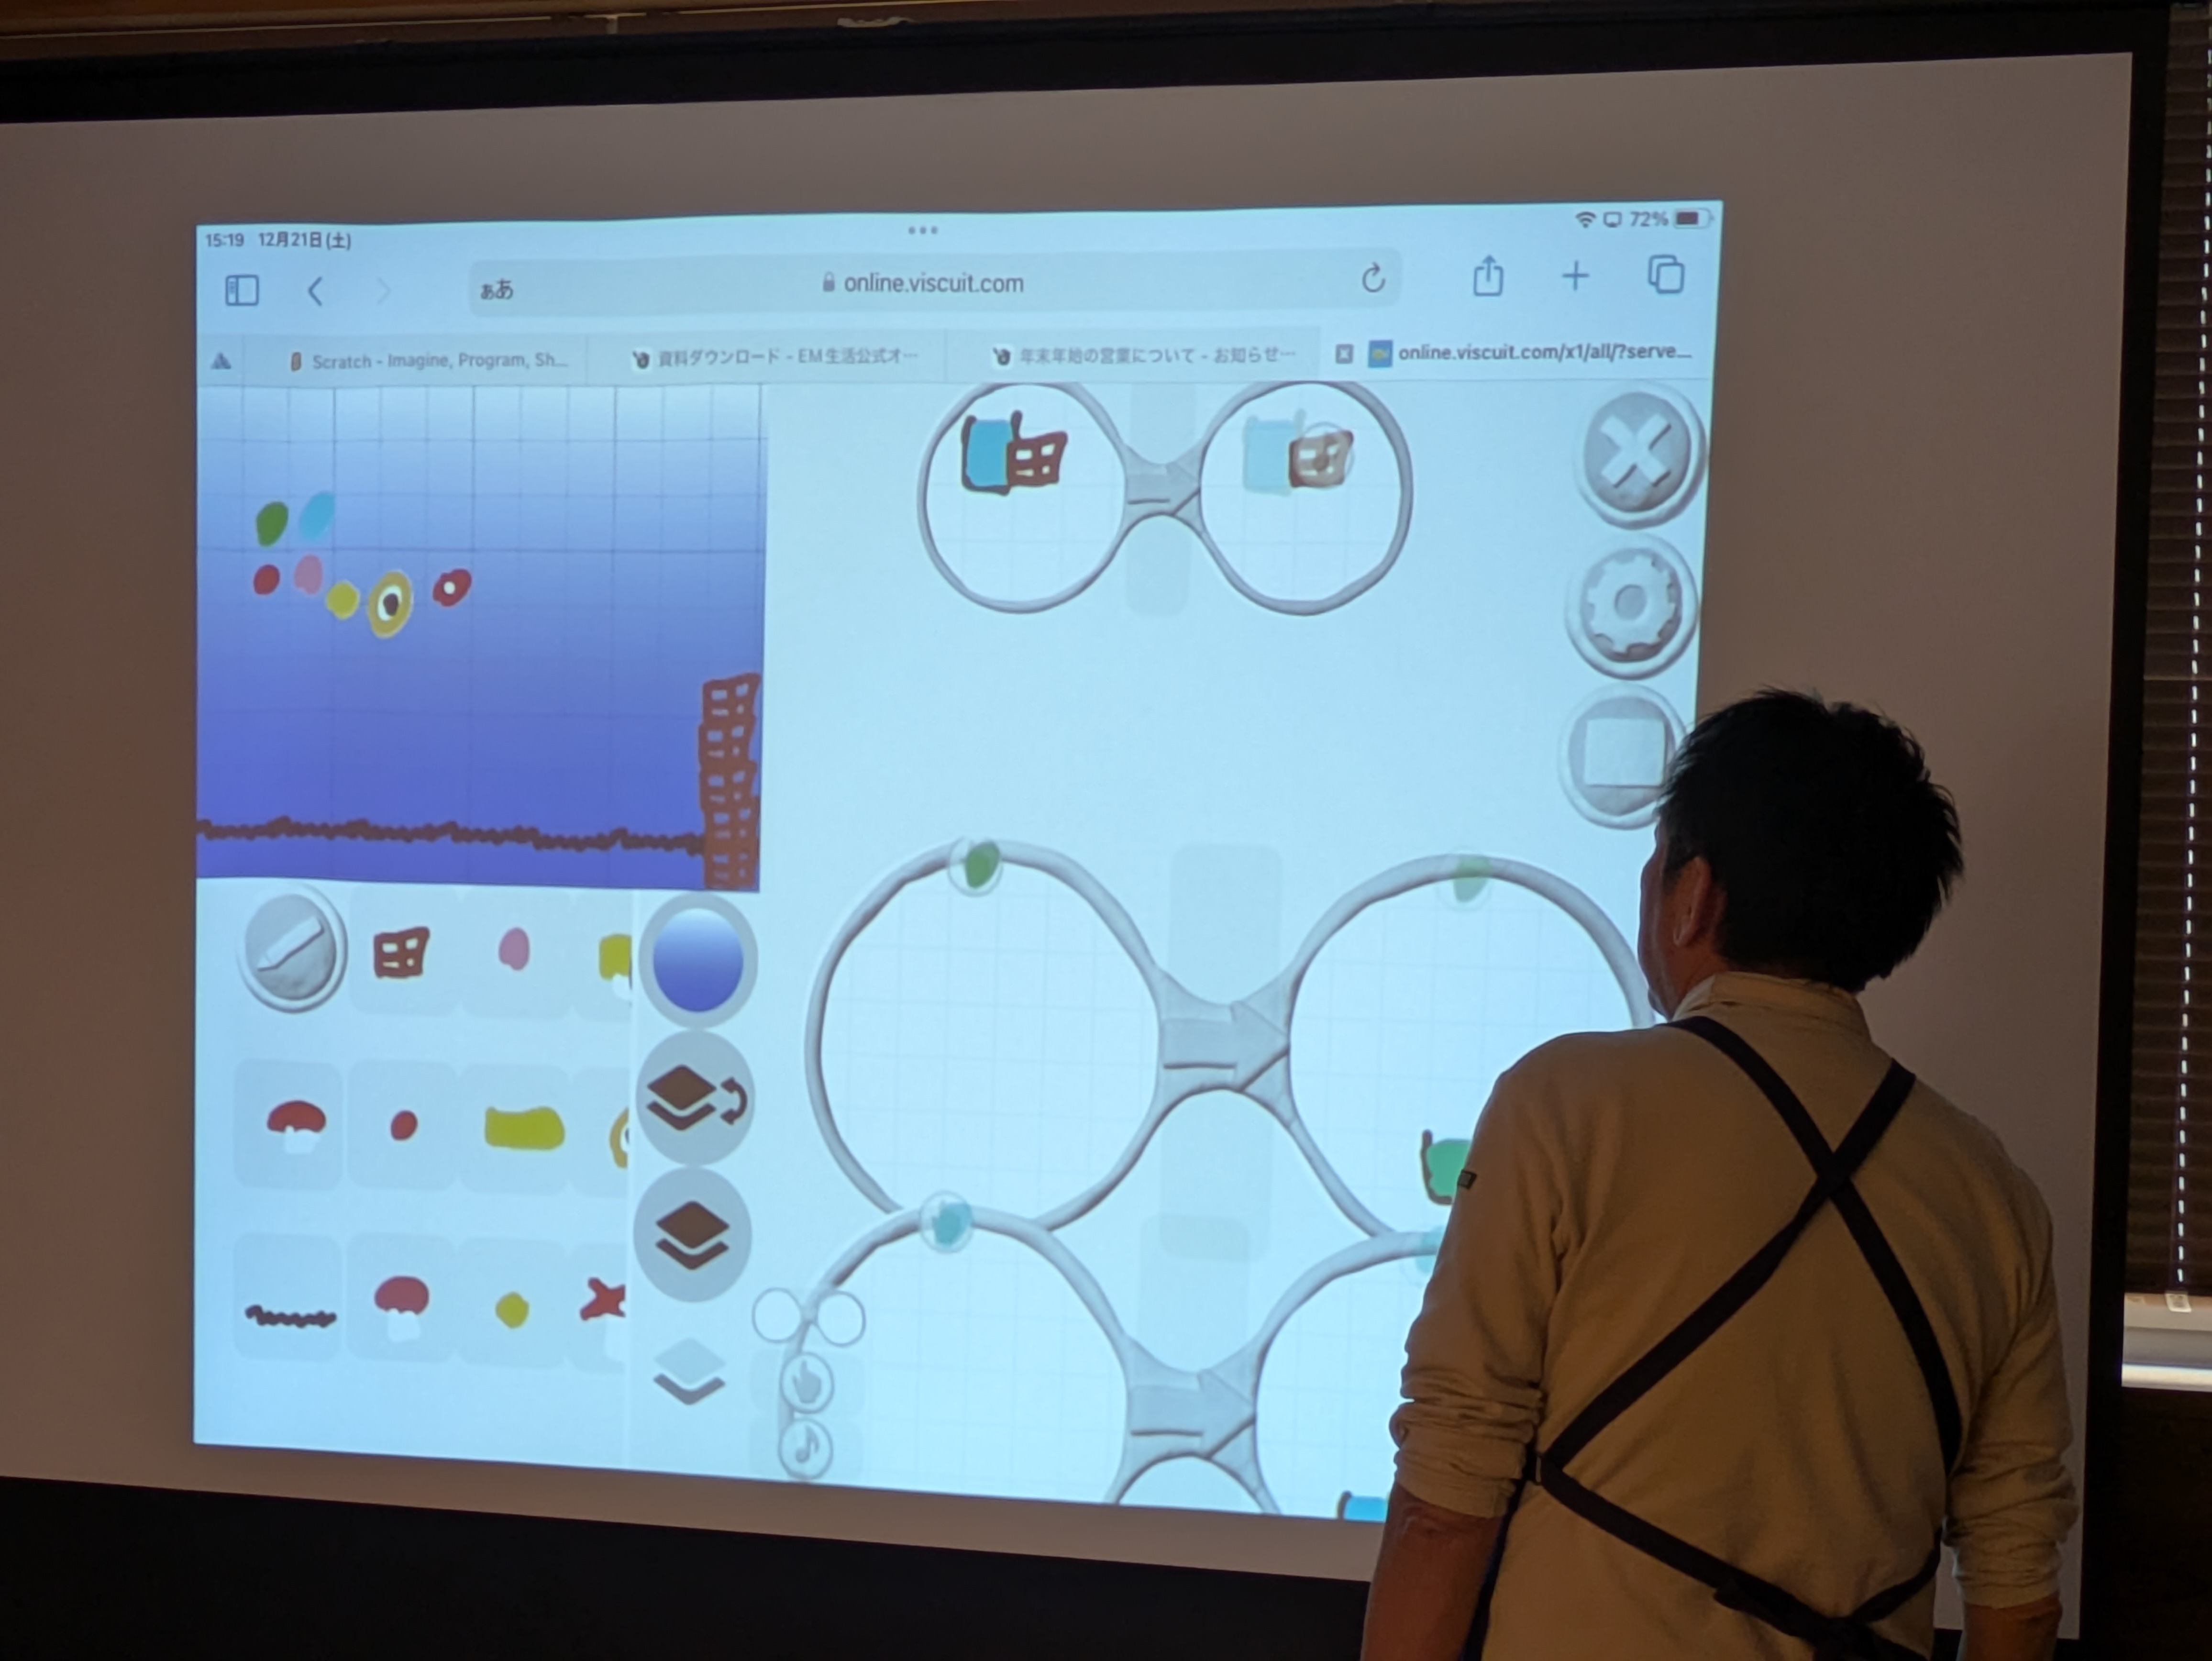 15:19 12月21日(土)
72%
ぁあ
online.viscuit.com
Scratch - Imagine, Program, Sh...
資料ダウンロード - EM生活公式オ…
年末年始の営業について - お知らせ…
online.viscuit.com/x1/all/?serve...